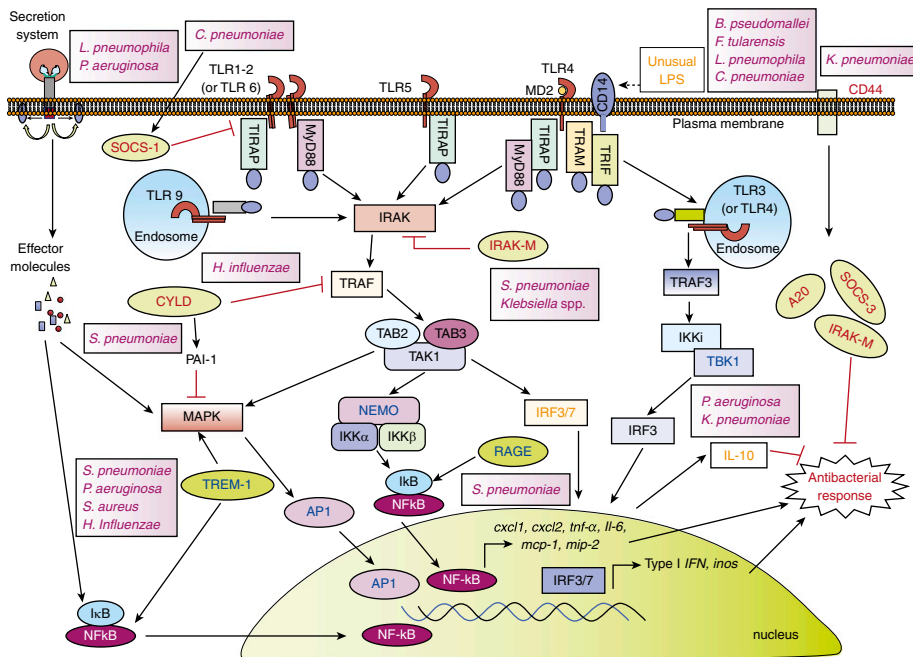 Secretion
system
L. pneumophila
P. aeruginosa
C. pneumoniae
TLR1-2
(or TLR 6)
TLR5
TLR4
MD2
CD14
Unusual
LPS
B. pseudomallei
F. tularensis
L. pneumophila
C. pneumoniae
K. pneumoniae
CD44
Plasma membrane
SOCS-1
TIRAP
MyD88
TIRAP
MyD88
TIRAP
TRAM
TRIF
TLR 9
Endosome
IRAK
TLR3
(or TLR4)
Endosome
IRAK-M
Effector
molecules
H. influenzae
CYLD
TRAF
S. pneumoniae
Klebsiella spp.
TRAF3
A20
SOCS-3
IRAK-M
S. pneumoniae
PAI-1
TAB2
TAB3
TAK1
IKKi
TBK1
MAPK
NEMO
IKKα
IKKβ
IRF3/7
IRF3
P. aeruginosa
K. pneumoniae
IL-10
S. pneumoniae
P. aeruginosa
S. aureus
H. Influenzae
TREM-1
RAGE
IkB
NFkB
S. pneumoniae
Antibacterial
response
AP1
cxcl1, cxcl2, tnf-α, Il-6,
mcp-1, mip-2
AP1
NF-kB
IRF3/7
Type I IFN, inos
IκB
NFkB
NF-kB
nucleus